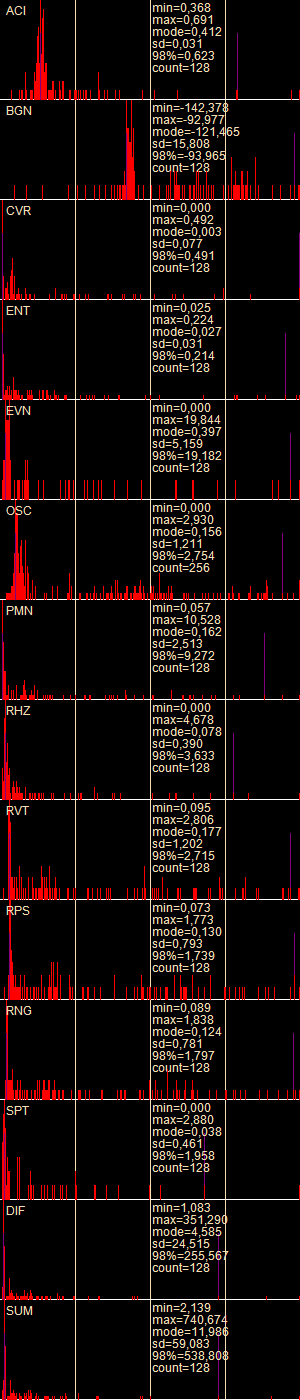 ACI
min=0,368
max=0,691
mode=0,412
sd=0,031
98%=0,623
count=128
BGN
min=-142,378
max=-92,977
mode=-121,465
sd=15,808
98%=-93,965
count=128
CVR
min=0,000
max=0,492
mode=0,003
sd=0,077
98%=0,491
count=128
ENT
min=0,025
max=0,224
mode=0,027
sd=0,031
98%=0,214
count=128
EVN
min=0,000
max=19,844
mode=0,397
sd=5,159
98%=19,182
count=128
OSC
min=0,000
max=2,930
mode=0,156
sd=1,211
98%=2,754
count=256
PMN
min=0,057
max=10,528
mode=0,162
sd=2,513
98%=9,272
count=128
RHZ
min=0,000
max=4,678
mode=0,078
sd=0,390
98%=3,633
count=128
RVT
min=0,095
max=2,806
mode=0,177
sd=1,202
98%=2,715
count=128
RPS
min=0,073
max=1,773
mode=0,130
sd=0,793
98%=1,739
count=128
RNG
min=0,089
max=1,838
mode=0,124
sd=0,781
98%=1,797
count=128
SPT
min=0,000
max=2,880
mode=0,038
sd=0,461
98%=1,958
count=128
DIF
min=1,083
max=351,290
mode=4,585
sd=24,515
98%=255,567
count=128
SUM
min=2,139
max=740,674
mode=11,986
sd=59,083
98%=538,808
count=128